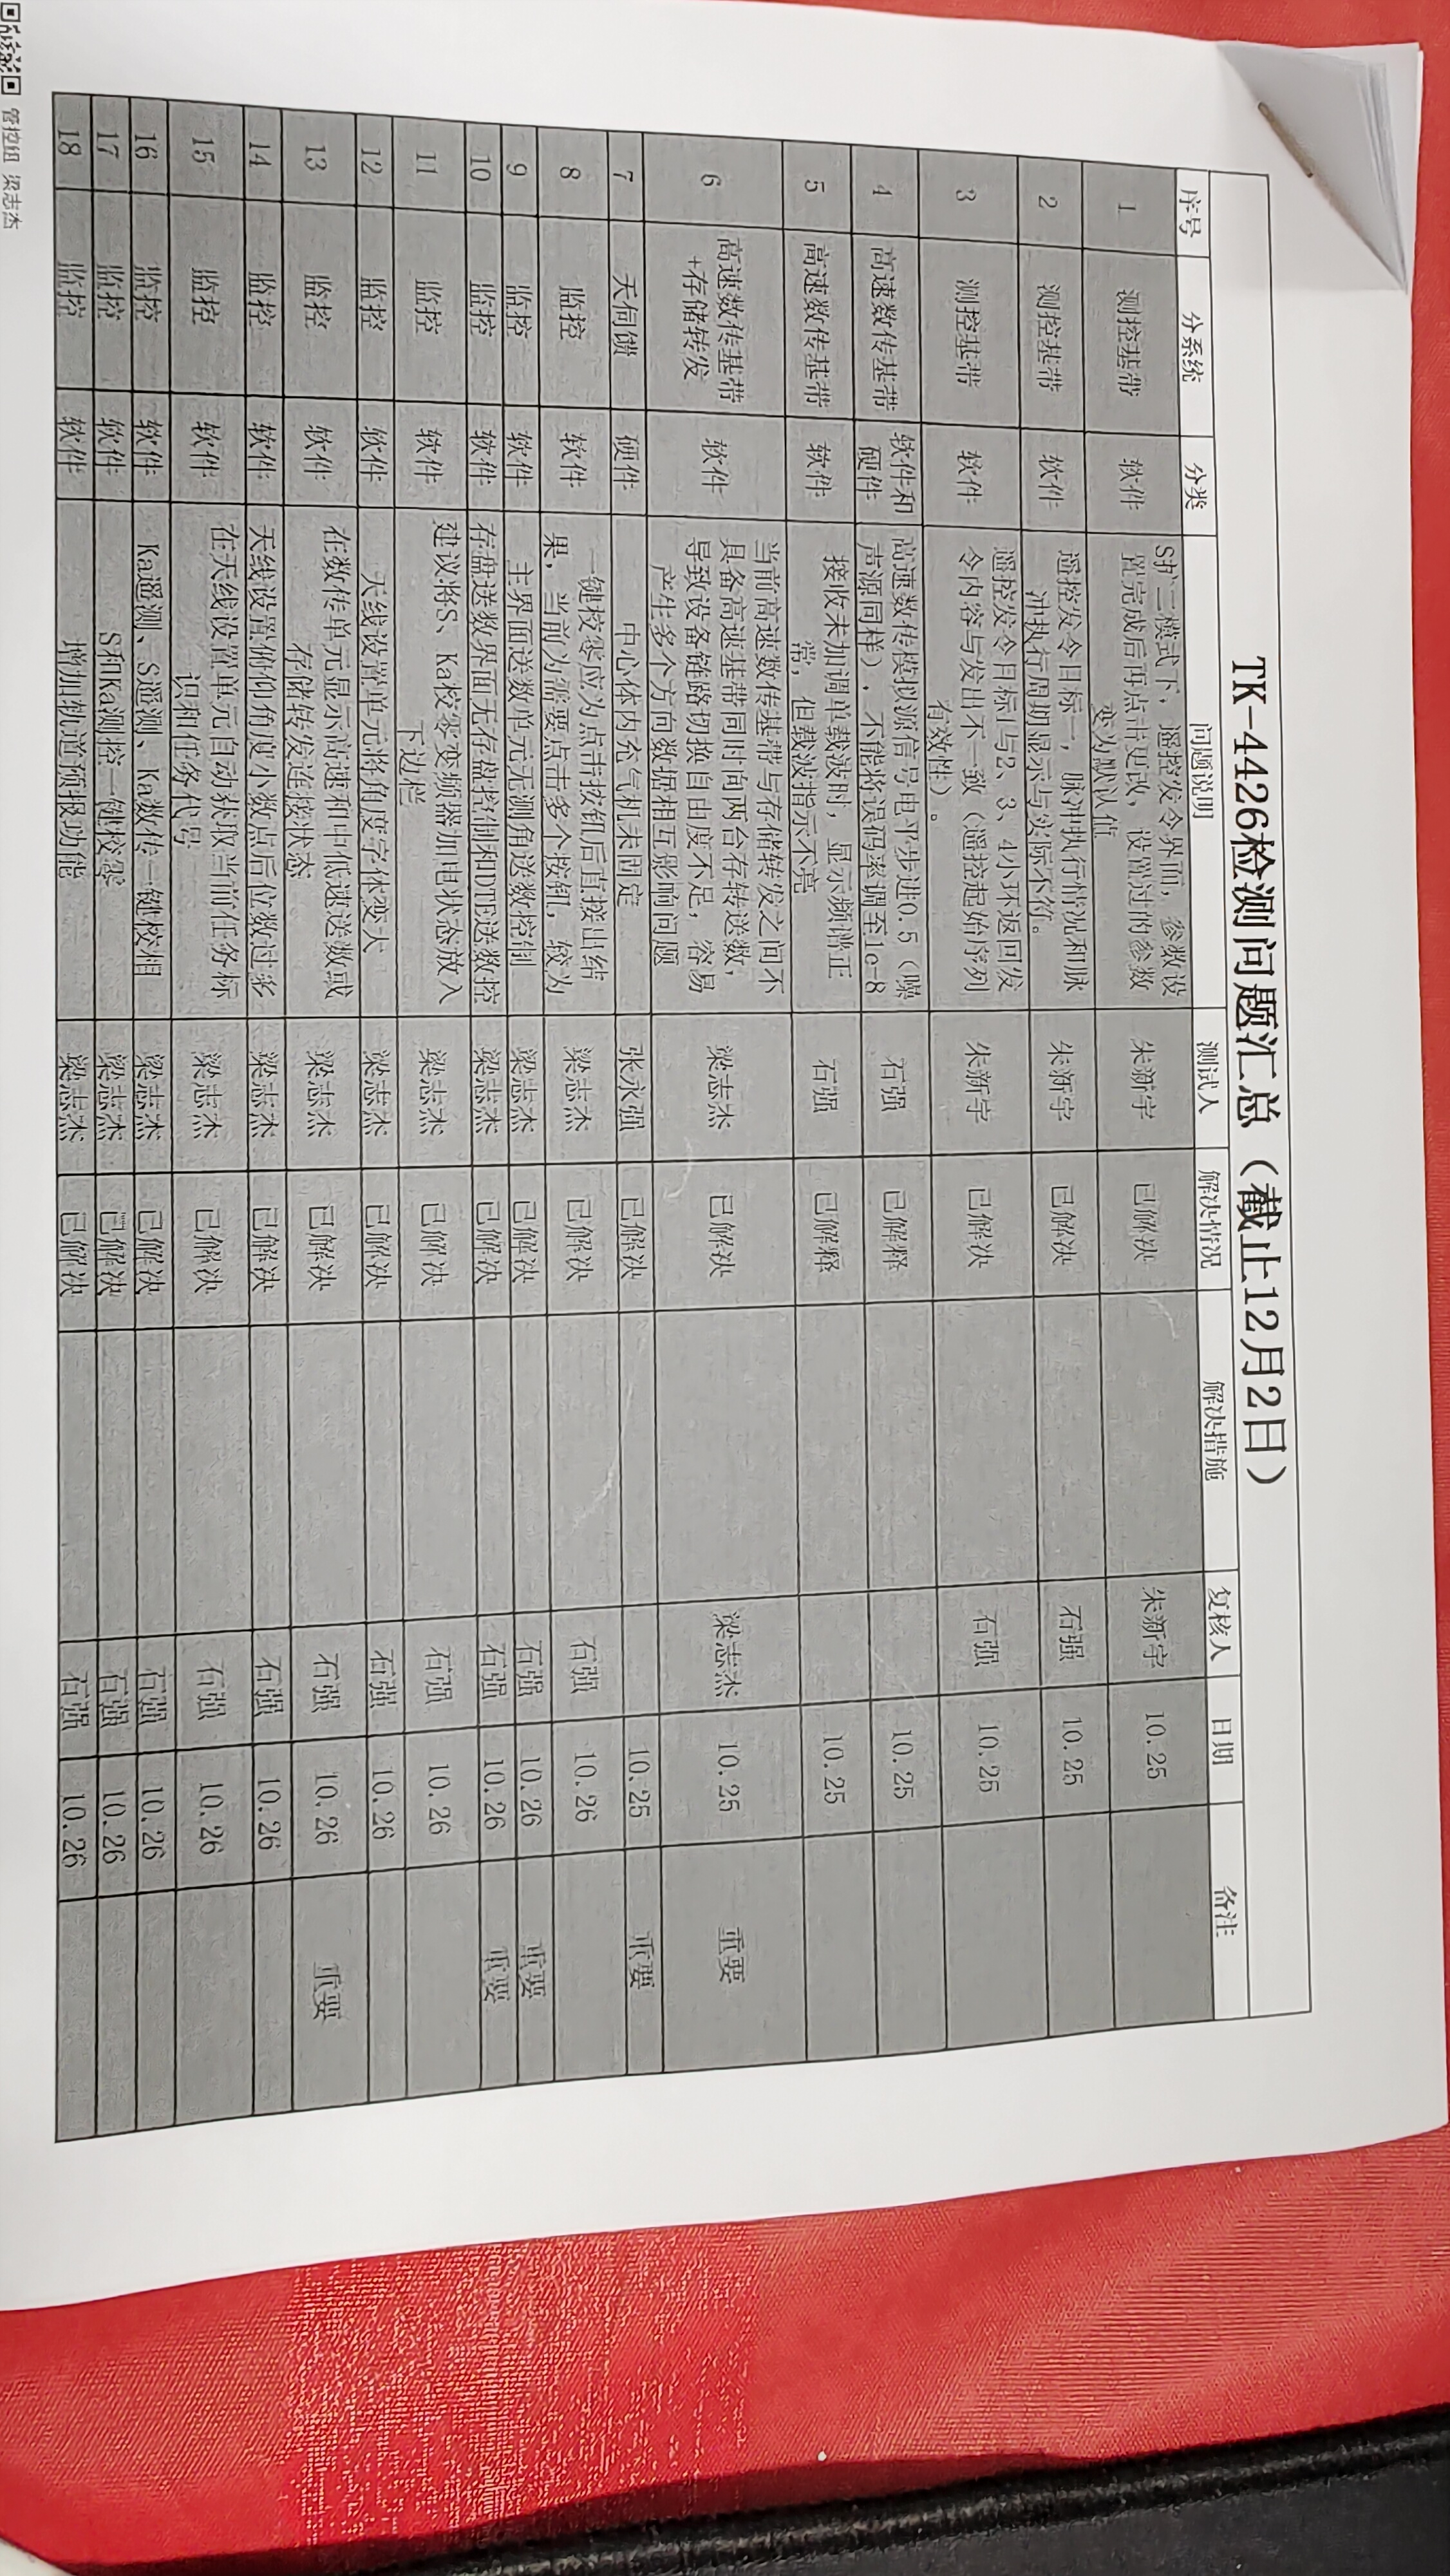 TK-4426检测问题汇总（截止12月2日）
序号 分系统 分类 问题说明 测试人 解决情况 解决措施 复核人 日期 备注
1 测控基带 软件 S扩二模式下，遥控发令界面，参数设
置完成后再点击更改，设置过的参数
变为默认值 朱新宇 已解决 朱新宇 10.25
2 测控基带 软件 遥控发令目标一，脉冲执行情况和脉
冲执行周期显示与实际不符。 朱新宇 已解决 石强 10.25
3 测控基带 软件 遥控发令目标1与2、3、4小环返回发
令内容与发出不一致（遥控起始序列
有效性）。 朱新宇 已解决 石强 10.25
4 高速数传基带 软件和
硬件 高速数传模拟源信号电平步进0.5（噪
声源同样），不能将误码率调至1e-8 石强 已解释 10.25
5 高速数传基带 软件 接收未加调单载波时，显示频谱正
常，但载波指示不亮 石强 已解释 10.25
6 高速数传基带
+存储转发 软件 当前高速数传基带与存储转发之间不
具备高速基带同时向两台存转送数，
导致设备链路切换自由度不足，容易
产生多个方向数据相互影响问题 梁志杰 已解决 梁志杰 10.25 重要
7 天伺馈 硬件 中心体内充气机未固定 张永强 已解决 10.25 重要
8 监控 软件 一键校零应为点击按钮后直接出结
果，当前为需要点击多个按钮，较为 梁志杰 已解决 石强 10.26
9 监控 软件 主界面送数单元无测角送数控制 梁志杰 已解决 石强 10.26 重要
10 监控 软件 存盘送数界面无存盘控制和DTE送数控 梁志杰 已解决 石强 10.26 重要
11 监控 软件 建议将S、Ka校零变频器加电状态放入
下边栏 梁志杰 已解决 石强 10.26
12 监控 软件 天线设置单元将角度字体变大 梁志杰 已解决 石强 10.26
13 监控 软件 在数传单元显示高速和中低速送数或
存储转发连接状态 梁志杰 已解决 石强 10.26 重要
14 监控 软件 天线设置俯仰角度小数点后位数过多 梁志杰 已解决 石强 10.26
15 监控 软件 在天线设置单元自动获取当前任务标
识和任务代号 梁志杰 已解决 石强 10.26
16 监控 软件 Ka遥测、S遥测、Ka数传一键校相 梁志杰 已解决 石强 10.26
17 监控 软件 S和Ka测控一键校零 梁志杰 已解决 石强 10.26
18 监控 软件 增加轨道预报功能 梁志杰 已解决 石强 10.26
管控组 梁志杰